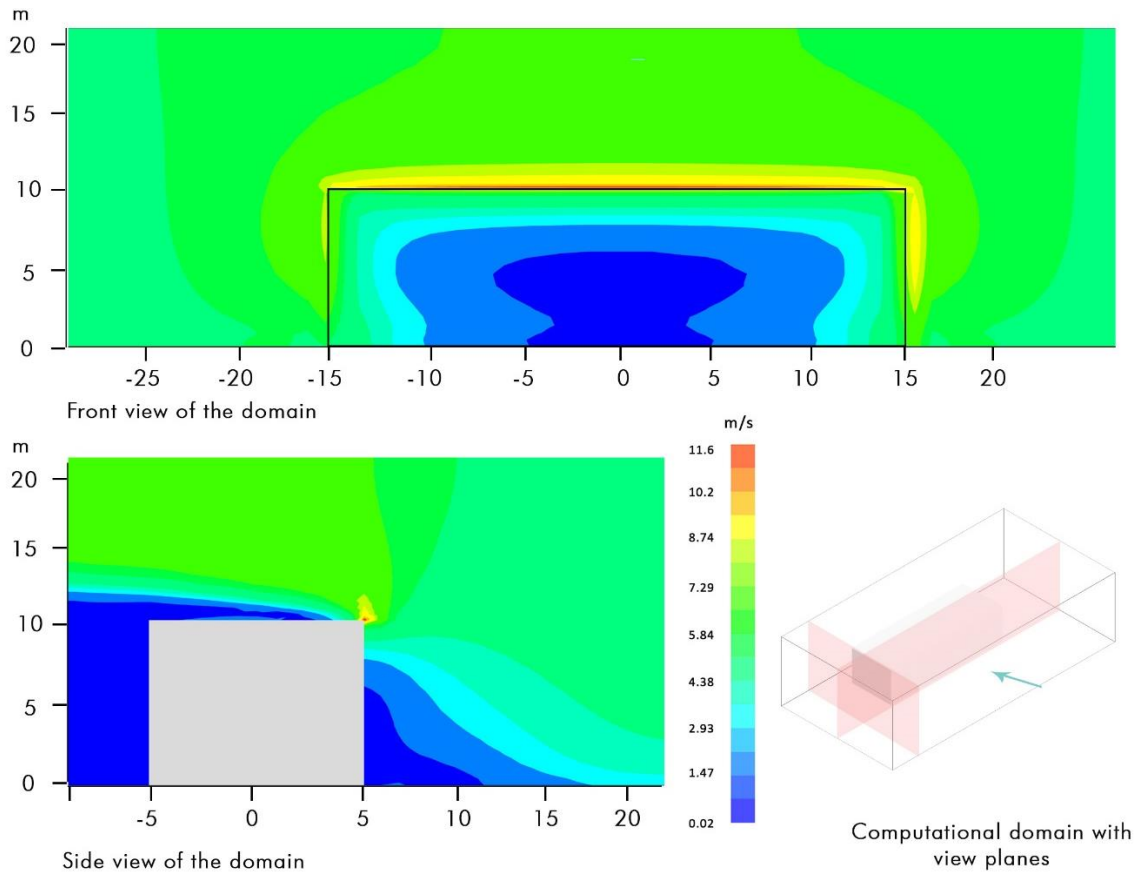 m
20
15
10
5
0
-25 -20 -15 -10 -5 0 5 10 15 20
Front view of the domain
m
20
15
10
5
0
-5 0 5 10 15 20
Side view of the domain
m/s
11.6
10.2
8.74
7.29
5.84
4.38
2.93
1.47
0.02
Computational domain with
view planes